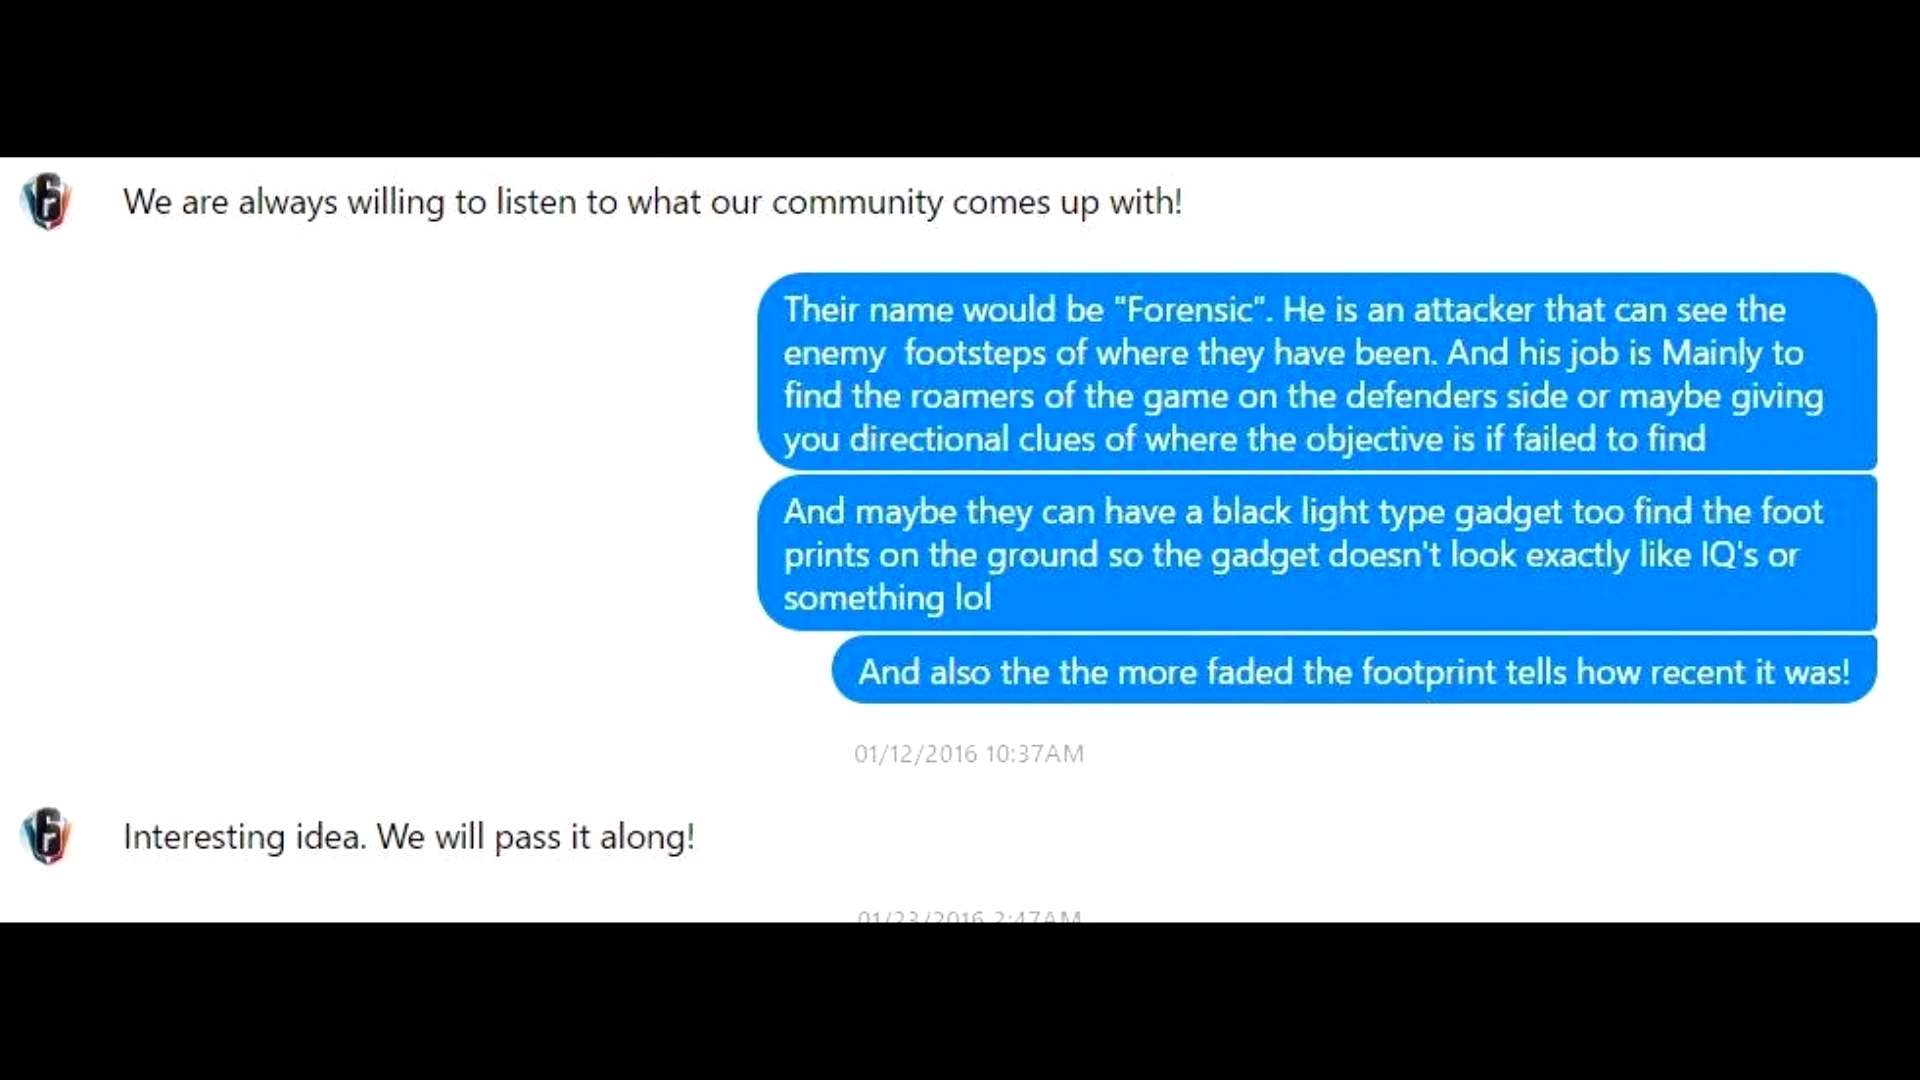 We are always willing to listen to what our community comes up with!
Their name would be "Forensic". He is an attacker that can see the
enemy  footsteps of where they have been. And his job is Mainly to
find the roamers of the game on the defenders side or maybe giving
you directional clues of where the objective is if failed to find
And maybe they can have a black light type gadget too find the foot
prints on the ground so the gadget doesn't look exactly like IQ's or
something lol
And also the the more faded the footprint tells how recent it was!
01/12/2016 10:37AM
Interesting idea. We will pass it along!
01/23/2016 2:47AM